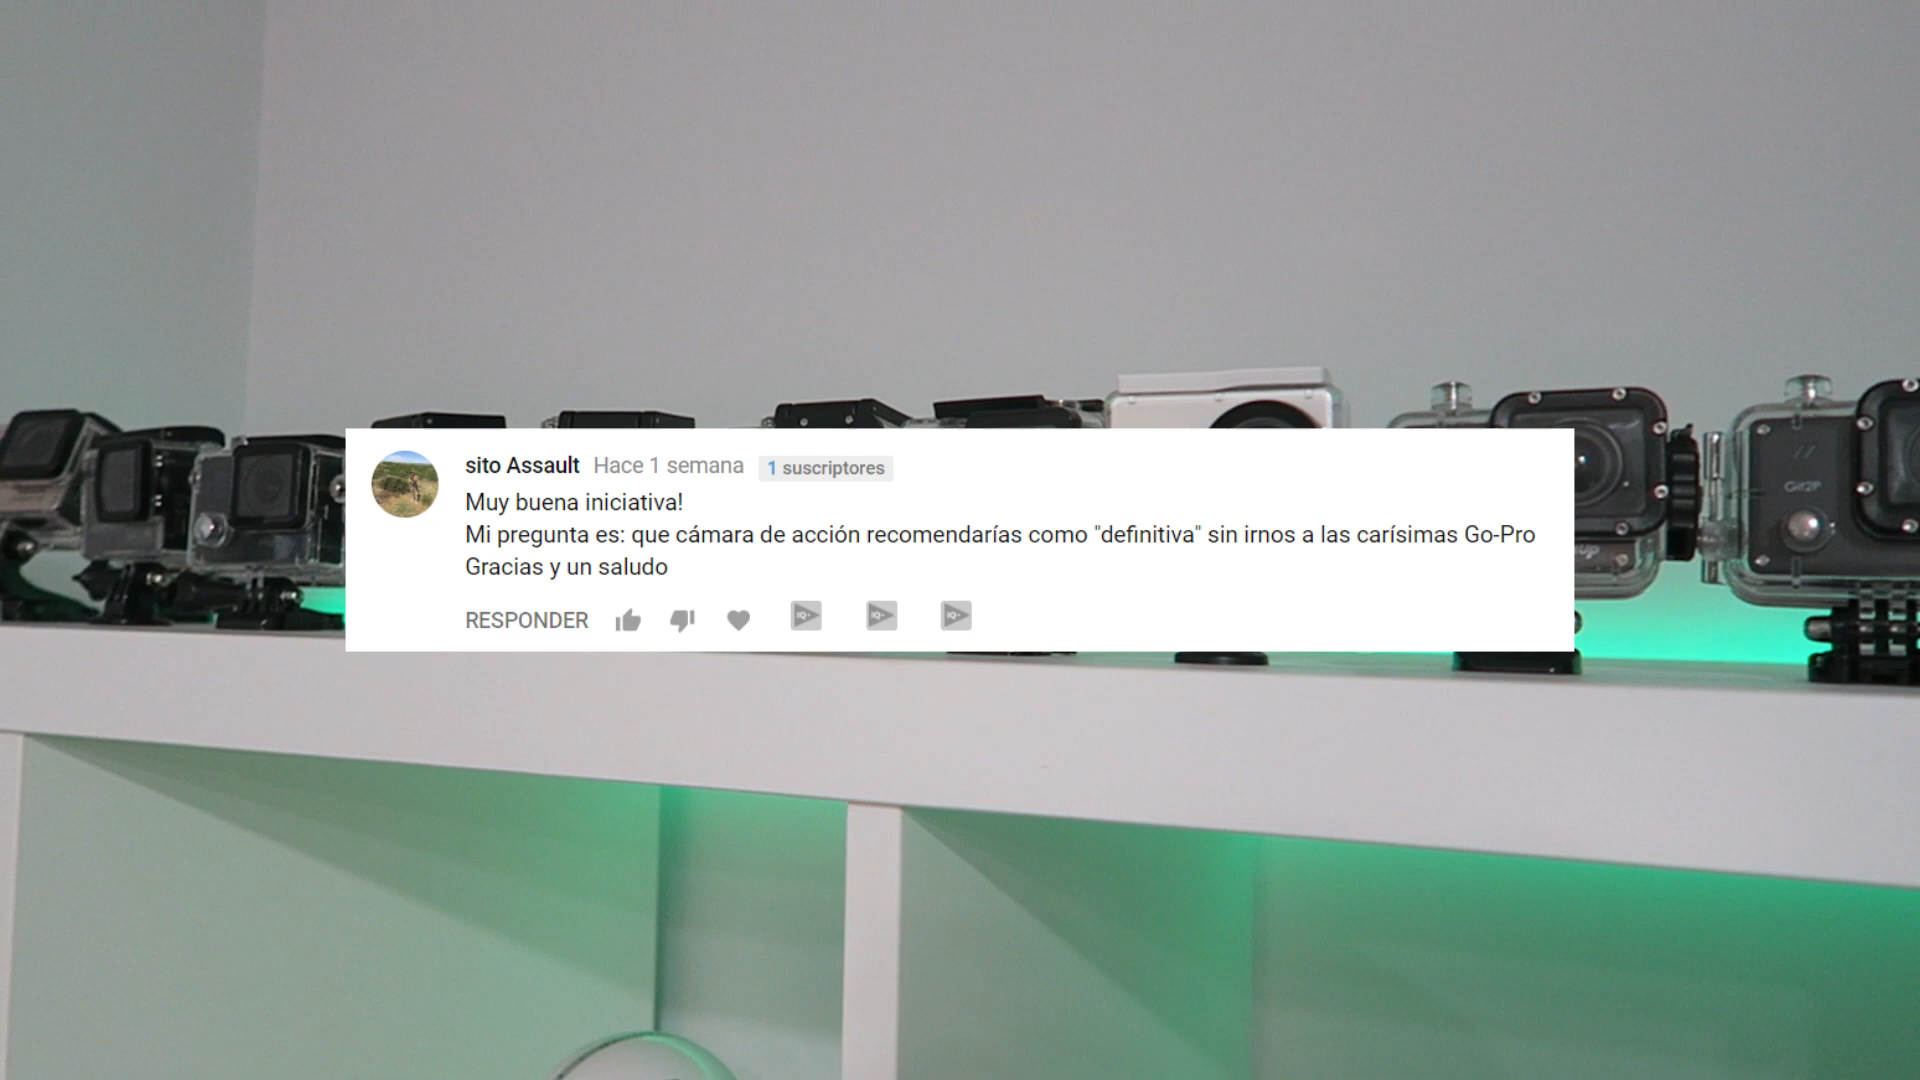 sito Assault Hace 1 semana 1 suscriptores
Muy buena iniciativa!
Mi pregunta es: que cámara de acción recomendarías como "definitiva" sin irnos a las carísimas Go-Pro
Gracias y un saludo
RESPONDER
Git2P